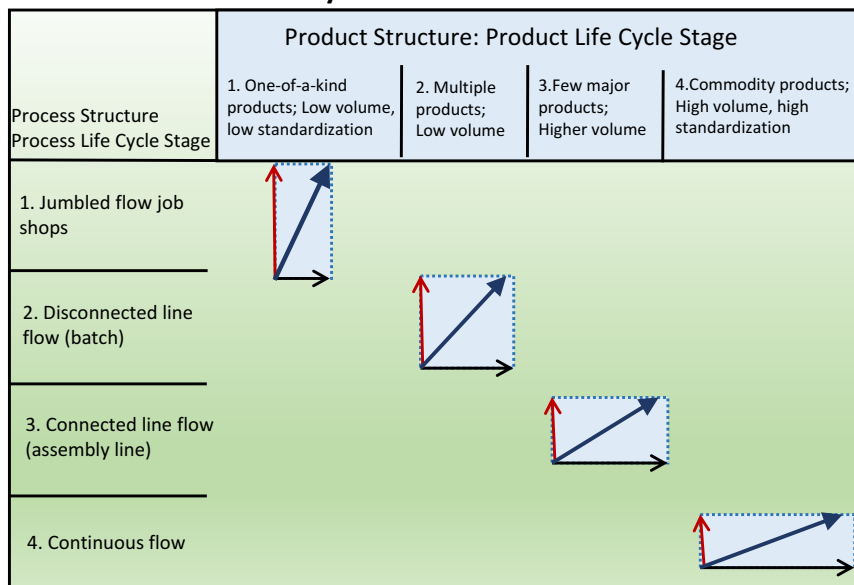 Product Structure: Product Life Cycle Stage
Process Structure
Process Life Cycle Stage
1. One-of-a-kind
products; Low volume,
low standardization
2. Multiple
products;
Low volume
3.Few major
products;
Higher volume
4.Commodity products;
High volume, high
standardization
1. Jumbled flow job
shops
2. Disconnected line
flow (batch)
3. Connected line flow
(assembly line)
4. Continuous flow